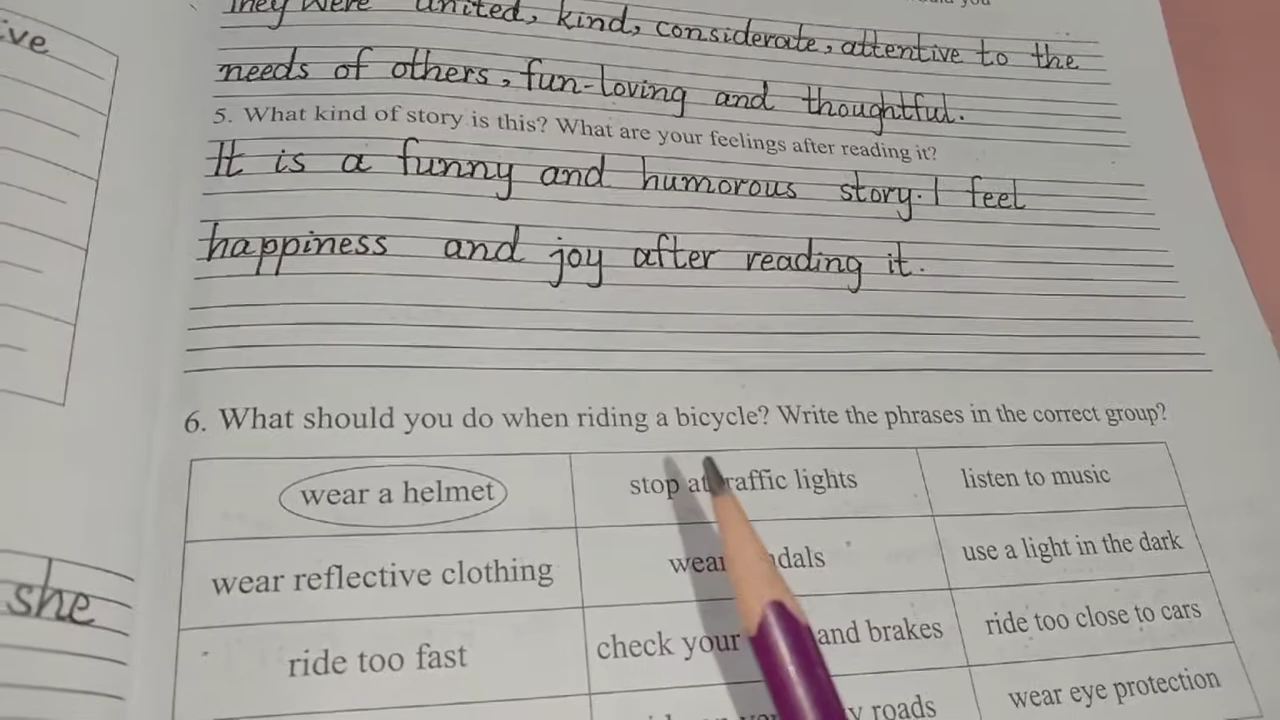 ive
They were united, kind, considerate, attentive to the
needs of others, fun-loving and thoughtful.
5. What kind of story is this? What are your feelings after reading it?
It is a funny and humorous story. I feel
happiness and joy after reading it.
6. What should you do when riding a bicycle? Write the phrases in the correct group?
wear a helmet stop at traffic lights listen to music
wear reflective clothing wear use a light in the dark
she
ride too fast check your and brakes ride too close to cars
roads wear eye protection